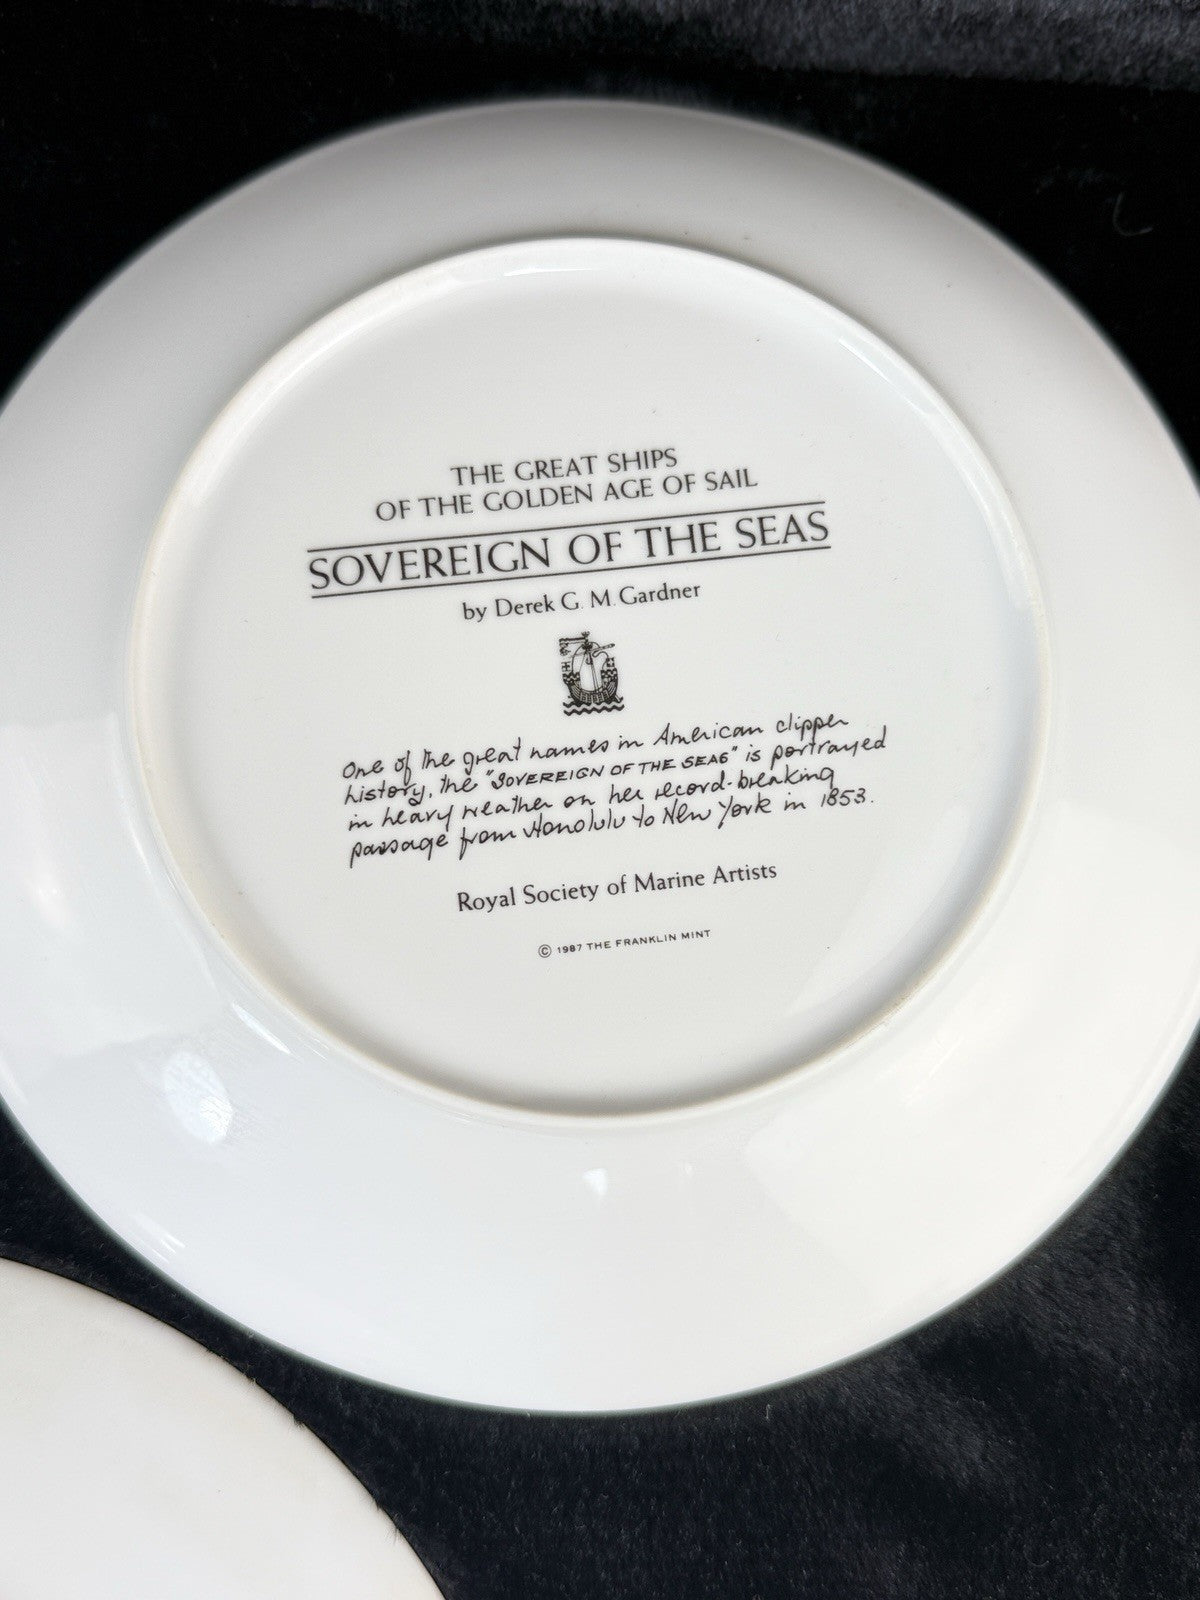 THE GREAT SHIPS
OF THE GOLDEN AGE OF SAIL
SOVEREIGN OF THE SEAS
by Derek G. M. Gardner
One of the great names in American clipper
history, the "SOVEREIGN OF THE SEAS" is portrayed
in heavy weather on her record-breaking
passage from Honolulu to New York in 1853.
Royal Society of Marine Artists
© 1987 THE FRANKLIN MINT